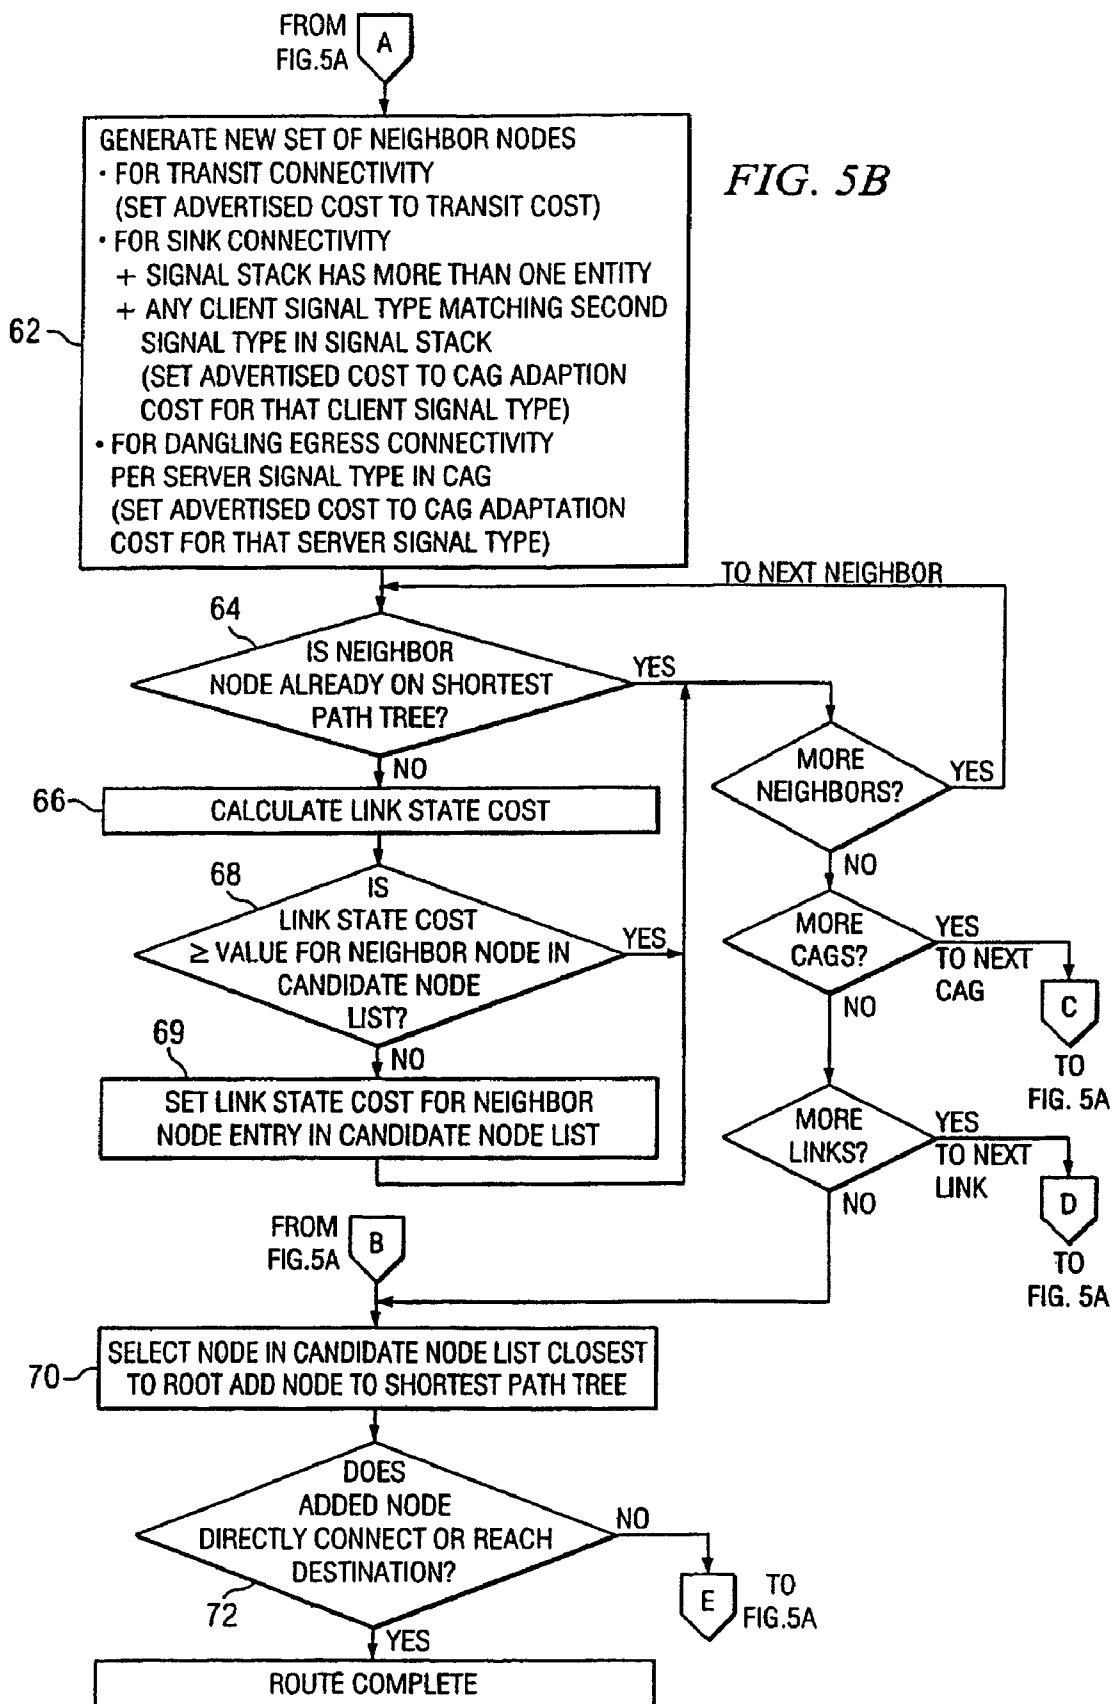 FROM
FIG.5A
A
FIG. 5B
GENERATE NEW SET OF NEIGHBOR NODES
• FOR TRANSIT CONNECTIVITY
(SET ADVERTISED COST TO TRANSIT COST)
• FOR SINK CONNECTIVITY
+ SIGNAL STACK HAS MORE THAN ONE ENTITY
+ ANY CLIENT SIGNAL TYPE MATCHING SECOND
SIGNAL TYPE IN SIGNAL STACK
(SET ADVERTISED COST TO CAG ADAPTION
COST FOR THAT CLIENT SIGNAL TYPE)
• FOR DANGLING EGRESS CONNECTIVITY
PER SERVER SIGNAL TYPE IN CAG
(SET ADVERTISED COST TO CAG ADAPTATION
COST FOR THAT SERVER SIGNAL TYPE)
62
TO NEXT NEIGHBOR
64
IS NEIGHBOR
NODE ALREADY ON SHORTEST
PATH TREE?
YES
NO
66
CALCULATE LINK STATE COST
68
IS
LINK STATE COST
≥ VALUE FOR NEIGHBOR NODE IN
CANDIDATE NODE
LIST?
YES
NO
69
SET LINK STATE COST FOR NEIGHBOR
NODE ENTRY IN CANDIDATE NODE LIST
MORE
NEIGHBORS?
YES
NO
MORE
CAGS?
YES
TO NEXT
CAG
C
TO
FIG. 5A
NO
MORE
LINKS?
YES
TO NEXT
LINK
D
TO
FIG. 5A
NO
FROM
FIG.5A
B
70
SELECT NODE IN CANDIDATE NODE LIST CLOSEST
TO ROOT ADD NODE TO SHORTEST PATH TREE
DOES
ADDED NODE
DIRECTLY CONNECT OR REACH
DESTINATION?
72
NO
E
TO
FIG.5A
YES
ROUTE COMPLETE